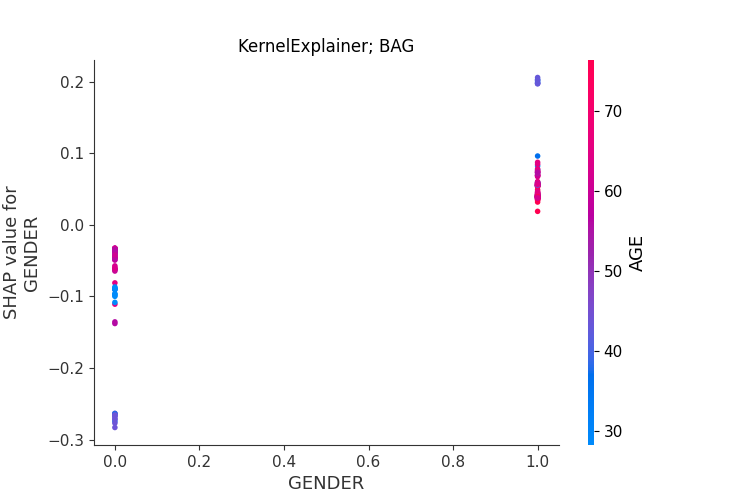 KernelExplainer; BAG
0.2
0.1
0.0
−0.1
−0.2
−0.3
SHAP value for
GENDER
0.0 0.2 0.4 0.6 0.8 1.0
GENDER
70
60
50
40
30
AGE